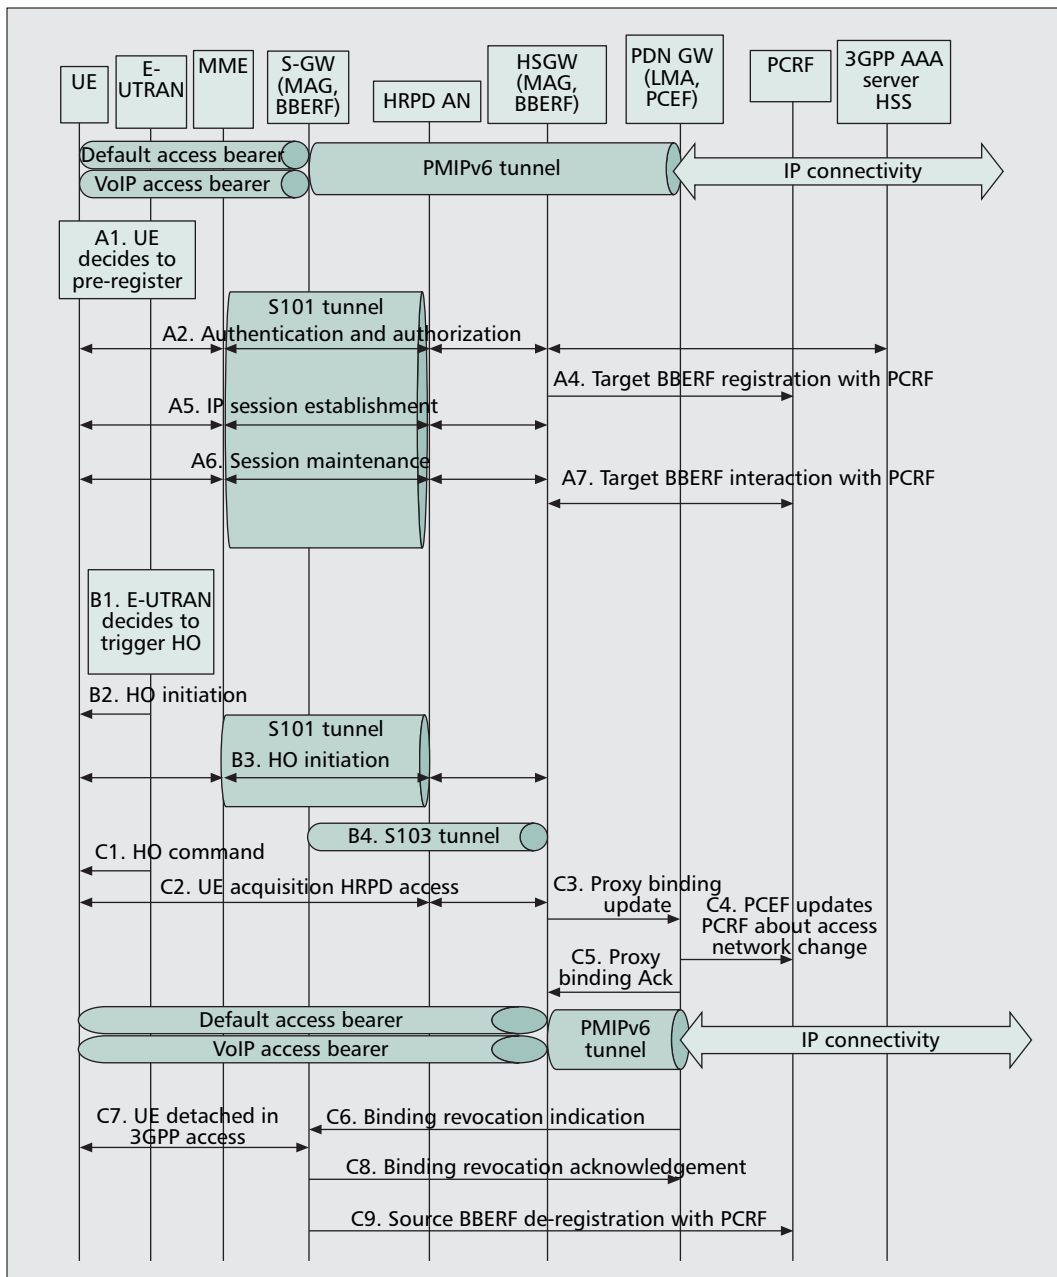 UE
E-
UTRAN
MME
S-GW
(MAG,
BBERF)
HRPD AN
HSGW
(MAG,
BBERF)
PDN GW
(LMA,
PCEF)
PCRF
3GPP AAA
server
HSS
Default access bearer
VoIP access bearer
PMIPv6 tunnel
IP connectivity
A1. UE
decides to
pre-register
S101 tunnel
A2. Authentication and authorization
A4. Target BBERF registration with PCRF
A5. IP session establishment
A6. Session maintenance
A7. Target BBERF interaction with PCRF
B1. E-UTRAN
decides to
trigger HO
B2. HO initiation
S101 tunnel
B3. HO initiation
B4. S103 tunnel
C1. HO command
C2. UE acquisition HRPD access
C3. Proxy binding
update
C4. PCEF updates
PCRF about access
network change
C5. Proxy
binding Ack
Default access bearer
VoIP access bearer
PMIPv6
tunnel
IP connectivity
C7. UE detached in
3GPP access
C6. Binding revocation indication
C8. Binding revocation acknowledgement
C9. Source BBERF de-registration with PCRF